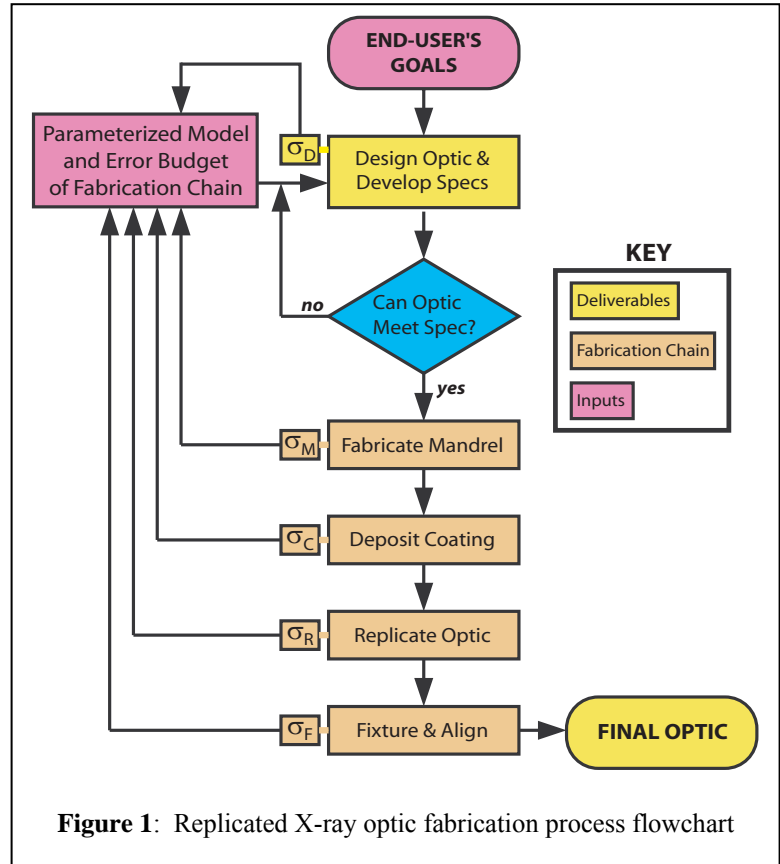 END-USER'S
GOALS
Parameterized Model
and Error Budget
of Fabrication Chain
σD
Design Optic &
Develop Specs
KEY
Deliverables
Fabrication Chain
Inputs
no
Can Optic
Meet Spec?
yes
σM
Fabricate Mandrel
σC
Deposit Coating
σR
Replicate Optic
σF
Fixture & Align
FINAL OPTIC
Figure 1: Replicated X-ray optic fabrication process flowchart